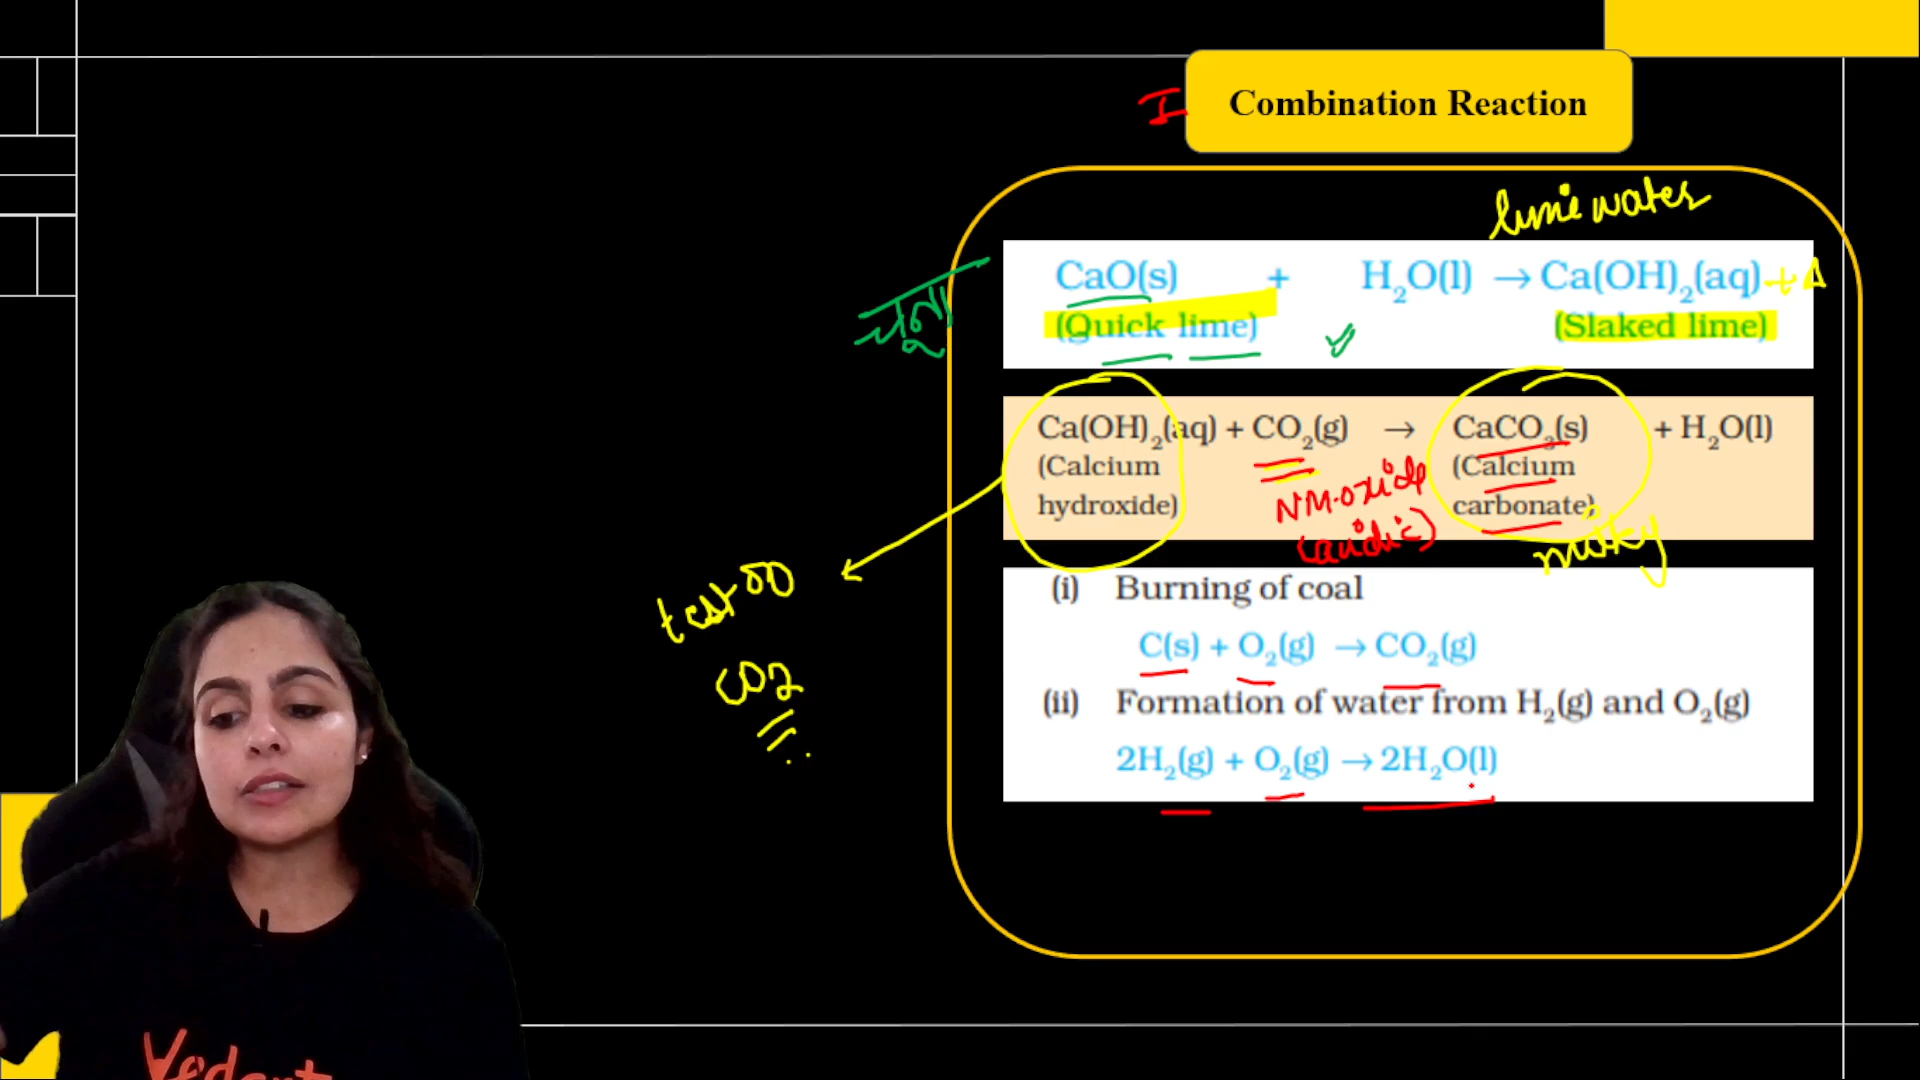 I Combination Reaction
lime water
CaO(s) + H₂O(l) → Ca(OH)₂(aq) + Δ
(Quick lime) (Slaked lime)
चूना
Ca(OH)₂(aq) + CO₂(g) → CaCO₃(s) + H₂O(l)
(Calcium (Calcium
hydroxide) carbonate)
NM.oxide
(acidic)
milky
test
CO2
(i) Burning of coal
C(s) + O₂(g) → CO₂(g)
(ii) Formation of water from H₂(g) and O₂(g)
2H₂(g) + O₂(g) → 2H₂O(l)